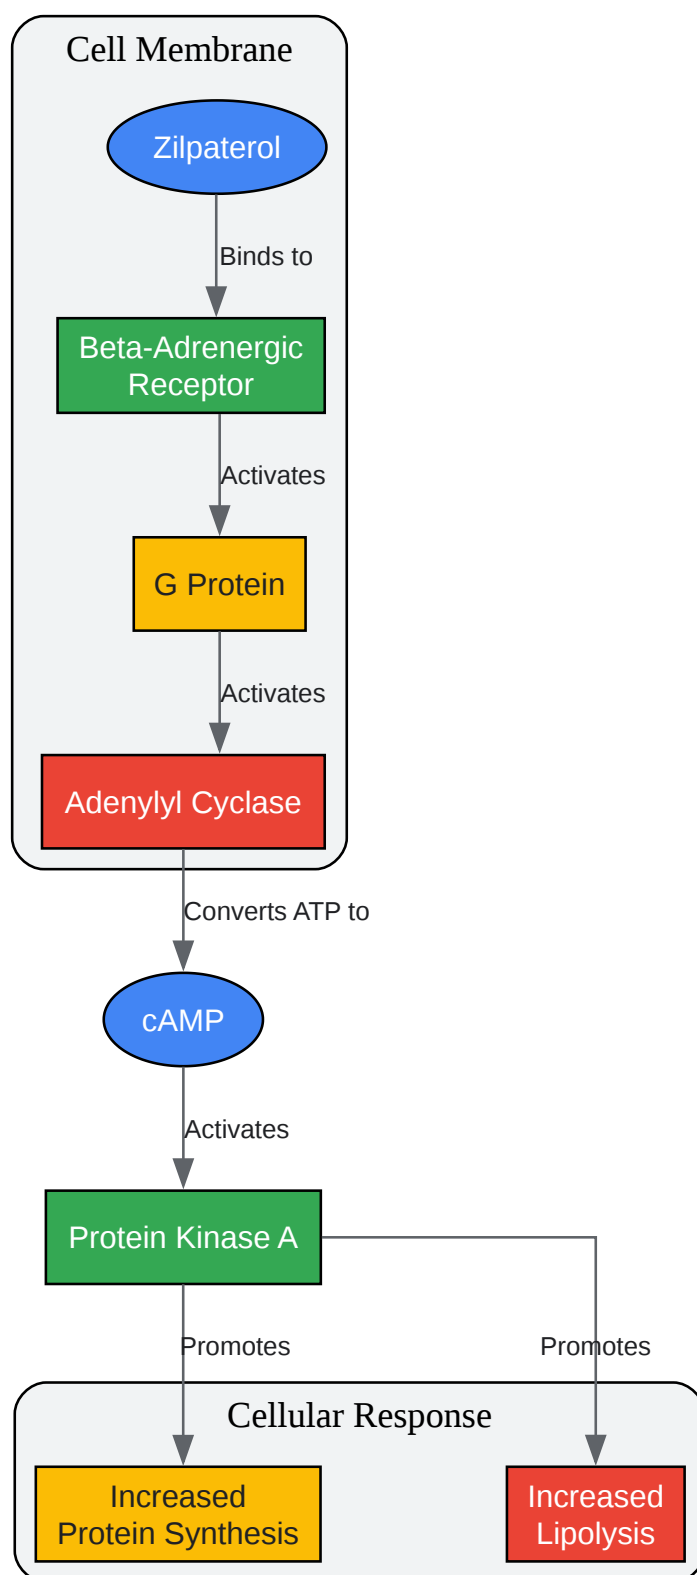 Cell Membrane
Zilpaterol
Binds to
Beta-Adrenergic
Receptor
Activates
G Protein
Activates
Adenylyl Cyclase
Converts ATP to
cAMP
Activates
Protein Kinase A
Promotes
Promotes
Cellular Response
Increased
Protein Synthesis
Increased
Lipolysis